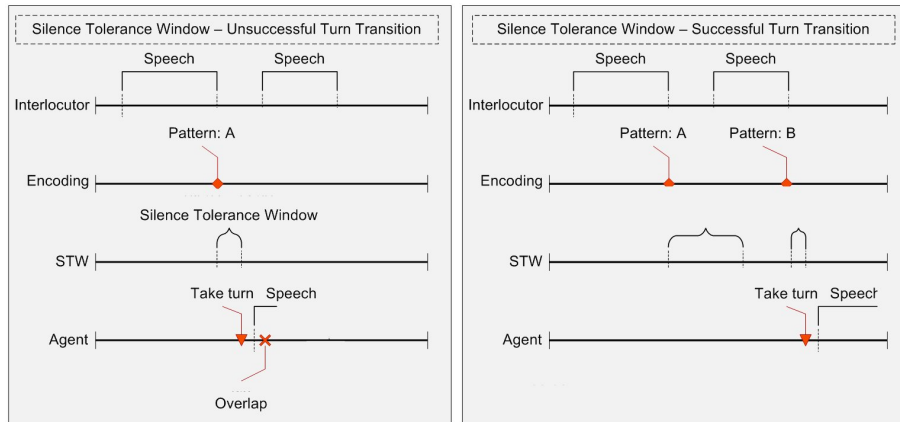 Silence Tolerance Window – Unsuccessful Turn Transition
Speech Speech
Interlocutor
Pattern: A
Encoding
Silence Tolerance Window
STW
Take turn Speech
Agent
Overlap
Silence Tolerance Window – Successful Turn Transition
Speech Speech
Interlocutor
Pattern: A Pattern: B
Encoding
STW
Take turn Speech
Agent